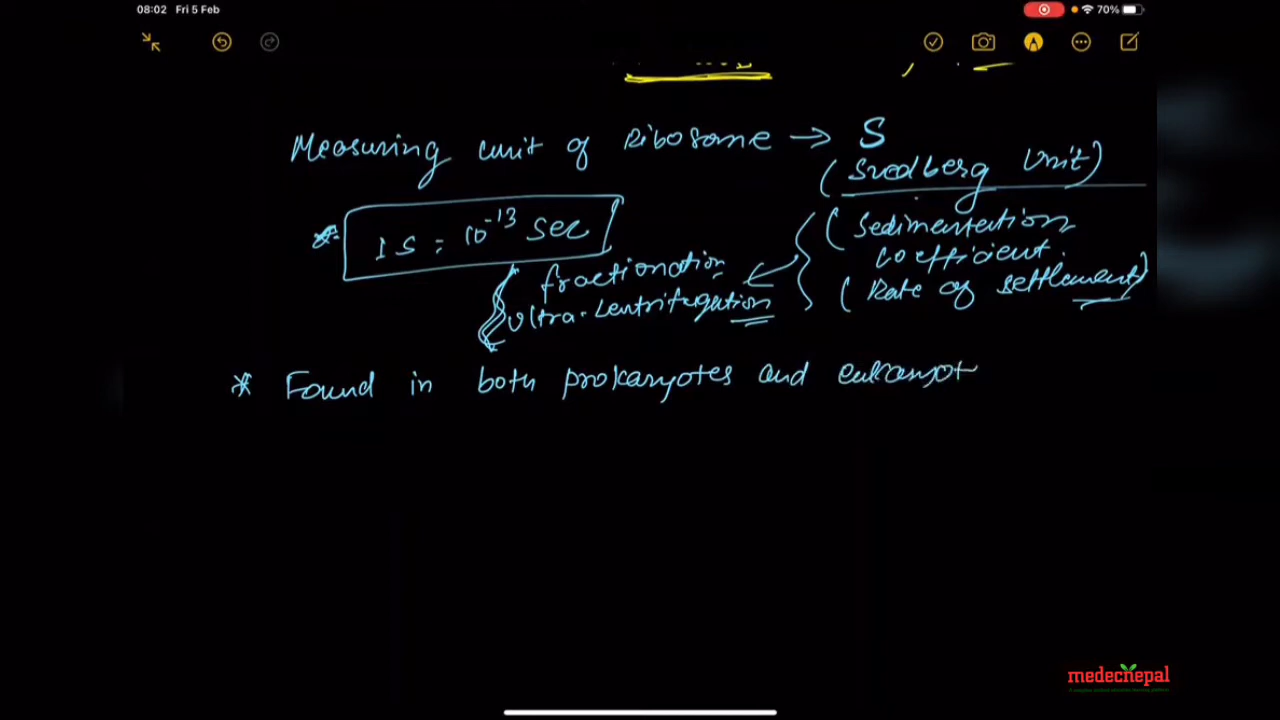 08:02 Fri 5 Feb
70%
Measuring unit of Ribosome → S
(Svedberg Unit)
* 1 S = 10⁻¹³ sec
(Sedimentation
coefficient.
(Rate of settlement)
fractionation
Ultra-centrifugation
* Found in both prokaryotes and eukaryot
medecnepal